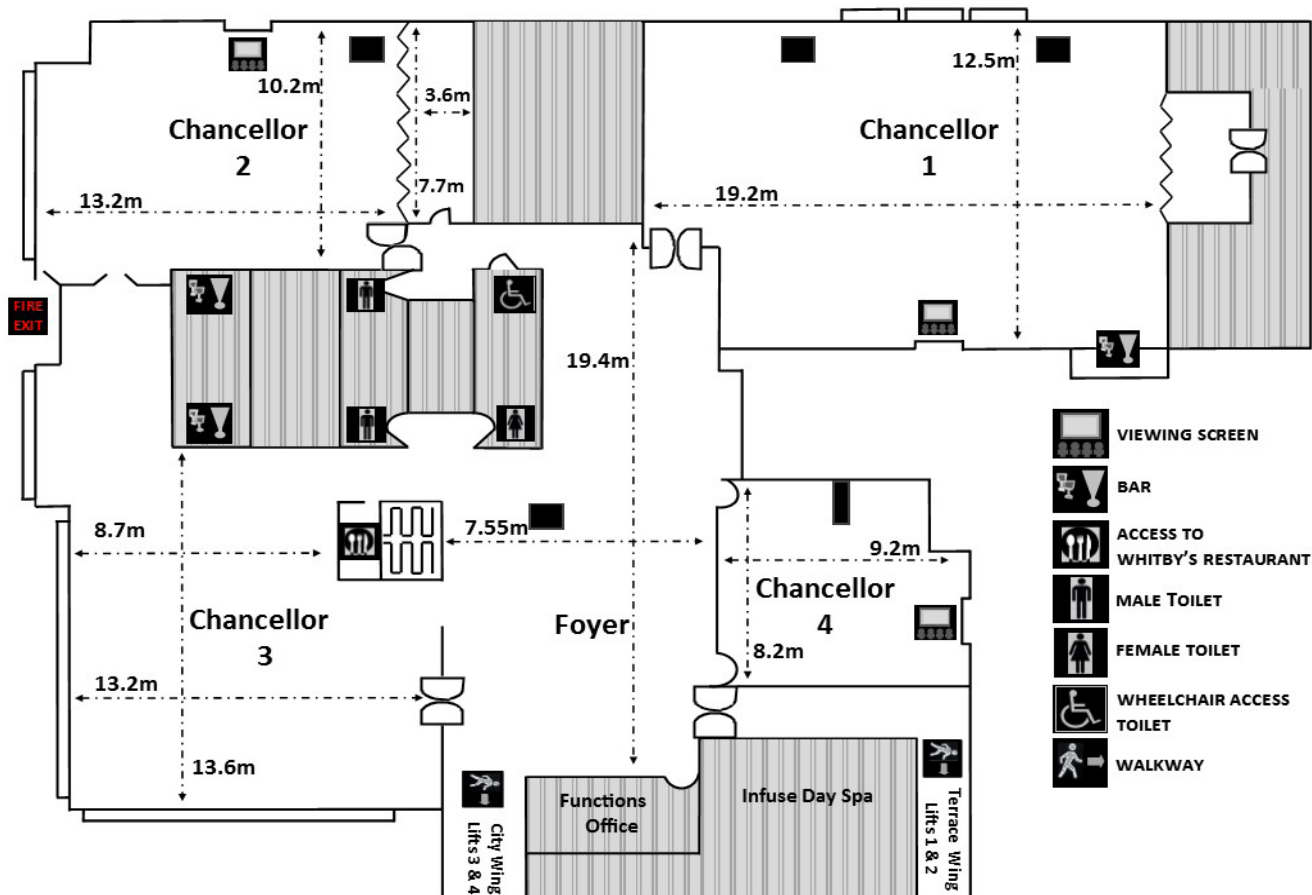 10.2m
3.6m
12.5m
Chancellor
2
Chancellor
1
7.7m
13.2m
19.2m
FIRE
EXIT
19.4m
VIEWING SCREEN
BAR
8.7m
7.55m
9.2m
ACCESS TO
WHITBY'S RESTAURANT
Chancellor
4
MALE TOILET
Chancellor
3
Foyer
8.2m
FEMALE TOILET
13.2m
WHEELCHAIR ACCESS
TOILET
13.6m
WALKWAY
Functions
Office
Infuse Day Spa
City Wing
Lifts 3 & 4
Terrace Wing
Lifts 1 & 2